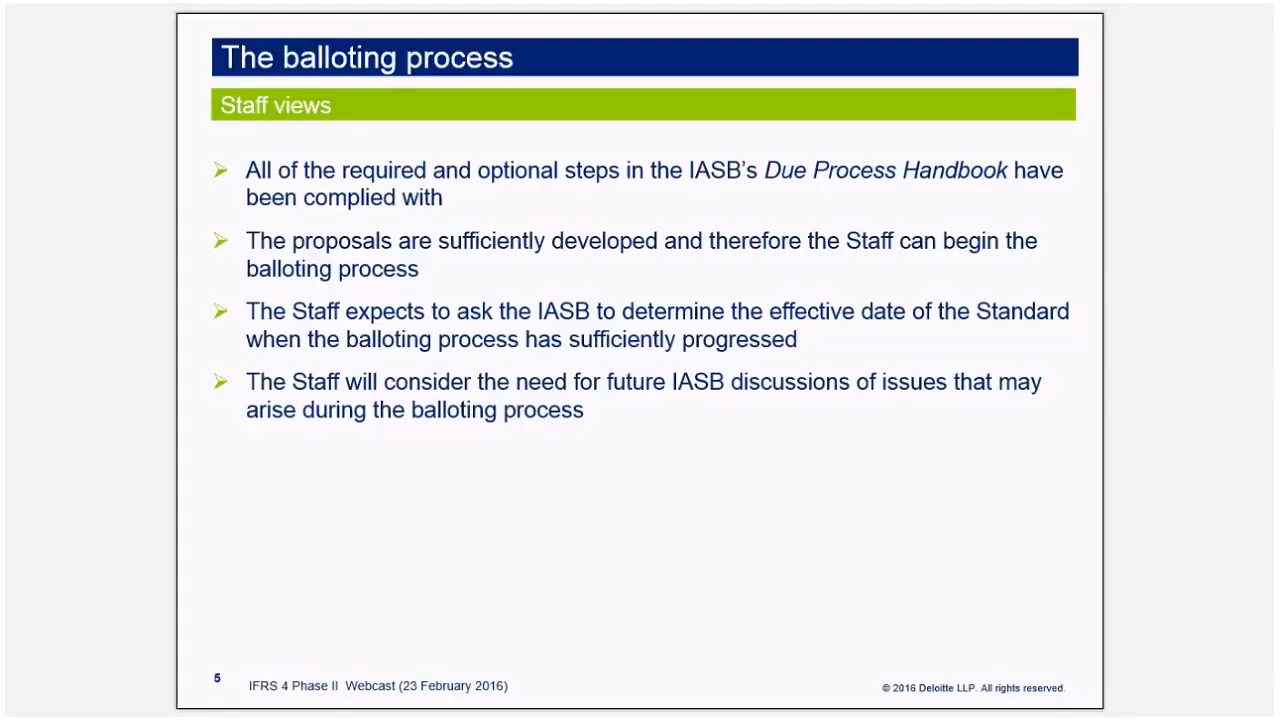 The balloting process
Staff views
All of the required and optional steps in the IASB's Due Process Handbook have
been complied with
The proposals are sufficiently developed and therefore the Staff can begin the
balloting process
The Staff expects to ask the IASB to determine the effective date of the Standard
when the balloting process has sufficiently progressed
The Staff will consider the need for future IASB discussions of issues that may
arise during the balloting process
5
IFRS 4 Phase II Webcast (23 February 2016)
© 2016 Deloitte LLP. All rights reserved.